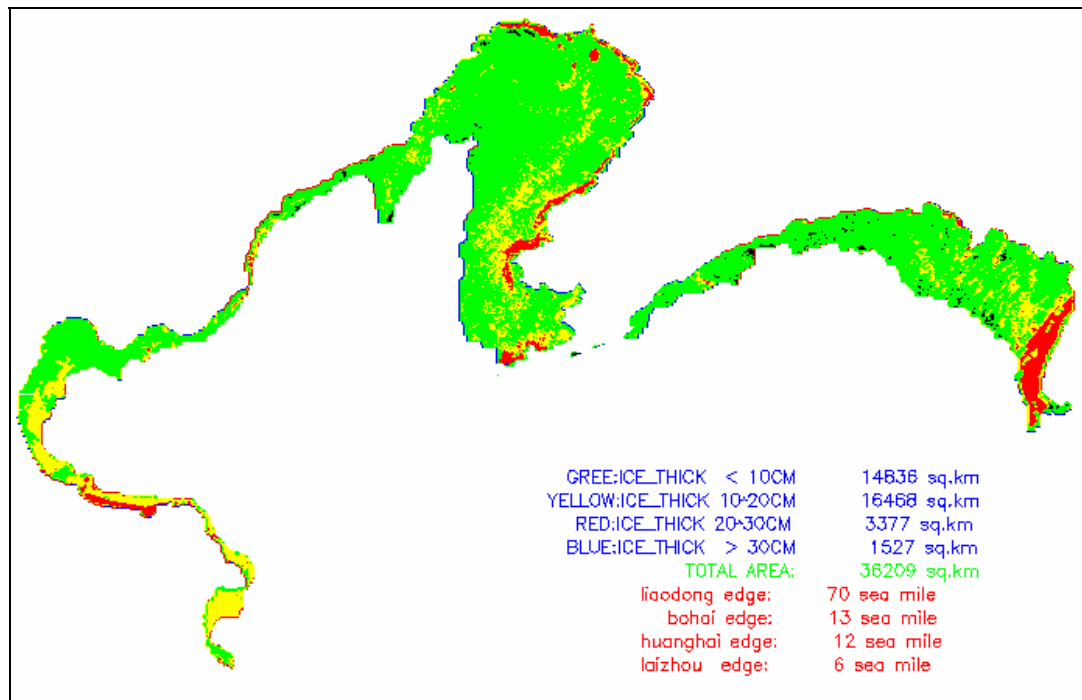 GREE:ICE_THICK < 10CM 14836 sq.km
YELLOW:ICE_THICK 10~20CM 16468 sq.km
RED:ICE_THICK 20~30CM 3377 sq.km
BLUE:ICE_THICK > 30CM 1527 sq.km
TOTAL AREA: 36209 sq.km
liaodong edge: 70 sea mile
bohai edge: 13 sea mile
huanghai edge: 12 sea mile
laizhou edge: 6 sea mile